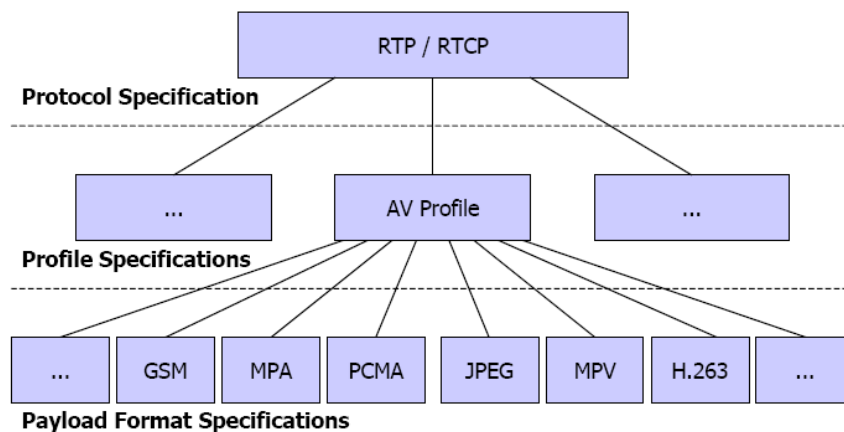 RTP / RTCP
Protocol Specification
... AV Profile ...
Profile Specifications
... GSM MPA PCMA JPEG MPV H.263 ...
Payload Format Specifications